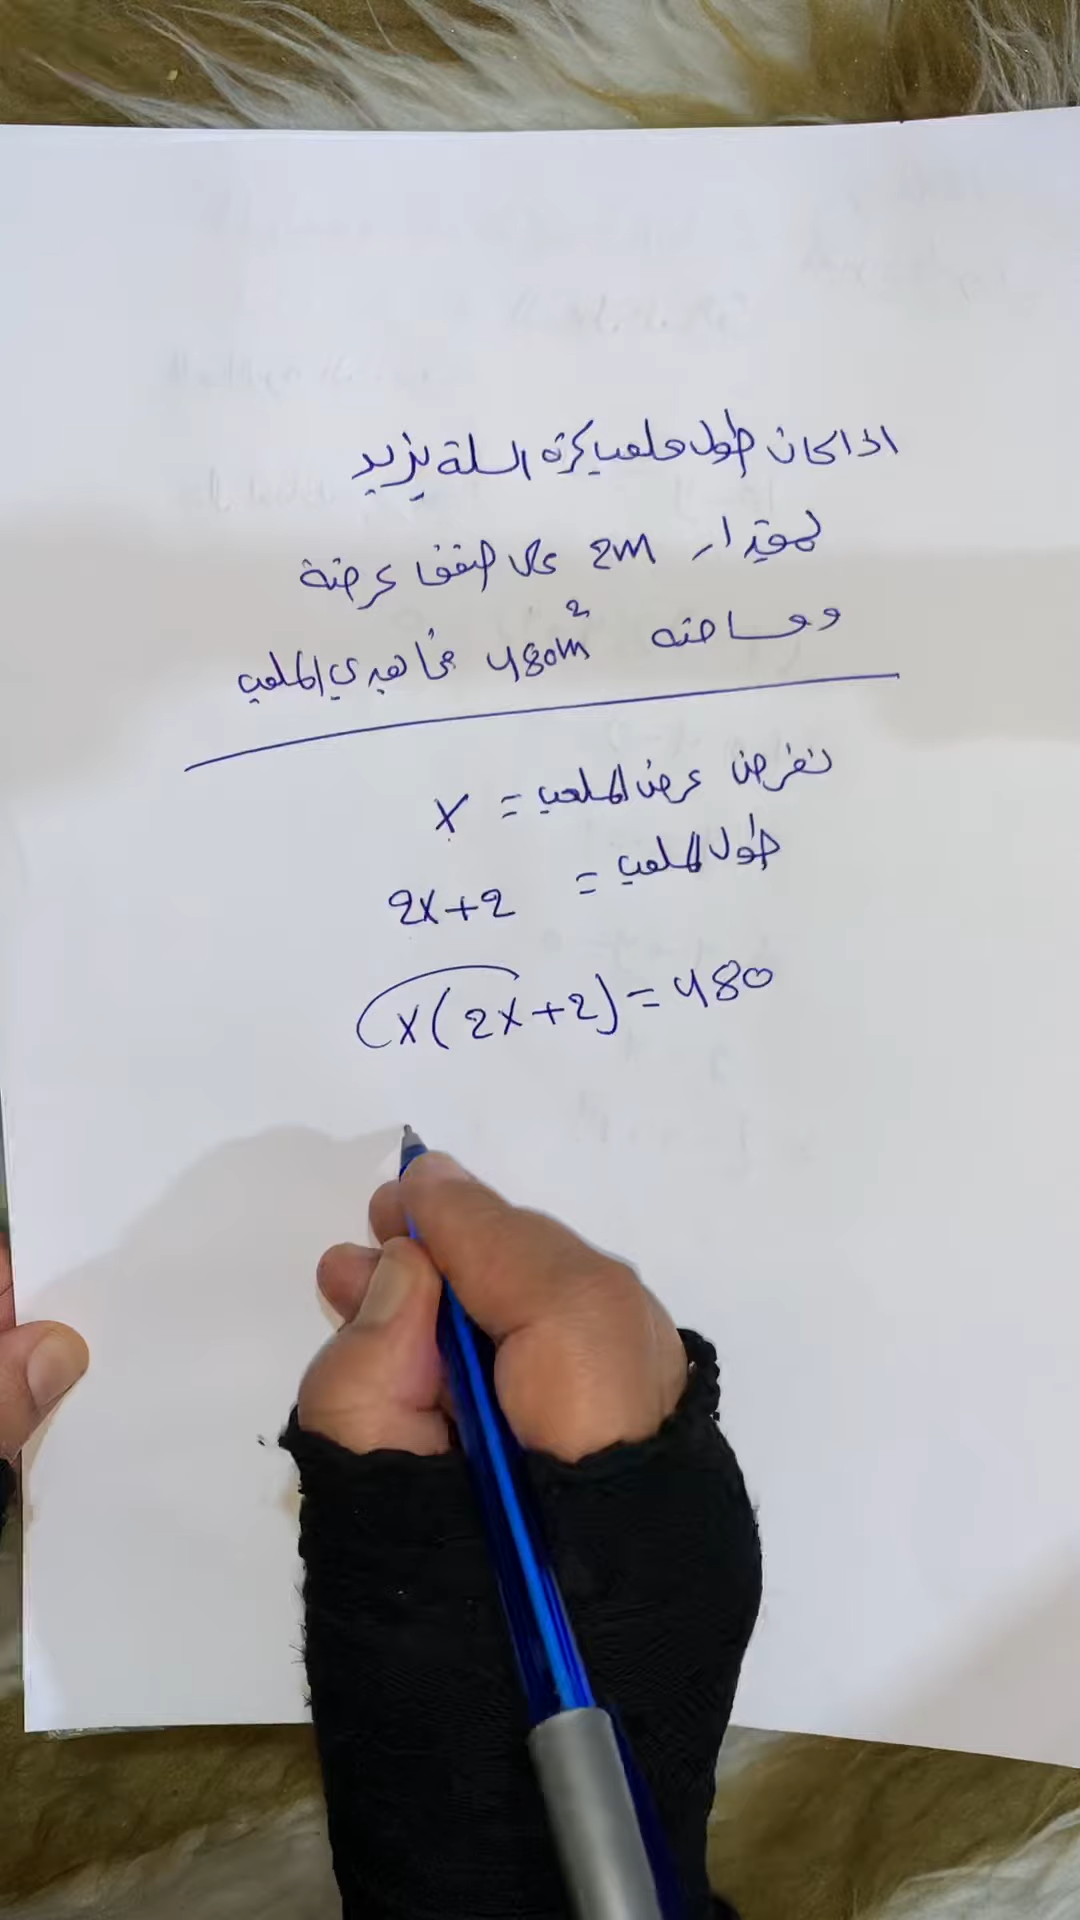 اذا كان طول ملعب كرة السلة يزيد
بمقدار 2m على ضعف عرضه
ومساحته 480m² فما هي ابعاد الملعب
نفرض عرض الملعب = x
طول الملعب = 2x+2
x(2x+2)=480